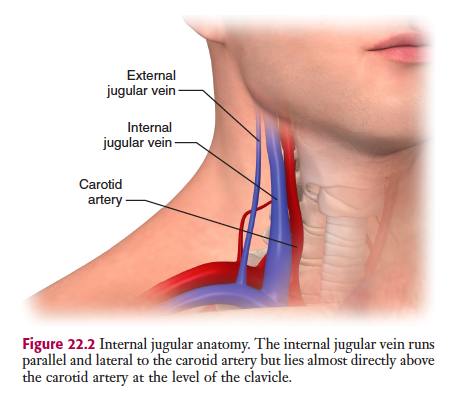 External
jugular vein
Internal
jugular vein
Carotid
artery
Figure 22.2 Internal jugular anatomy. The internal jugular vein runs
parallel and lateral to the carotid artery but lies almost directly above
the carotid artery at the level of the clavicle.